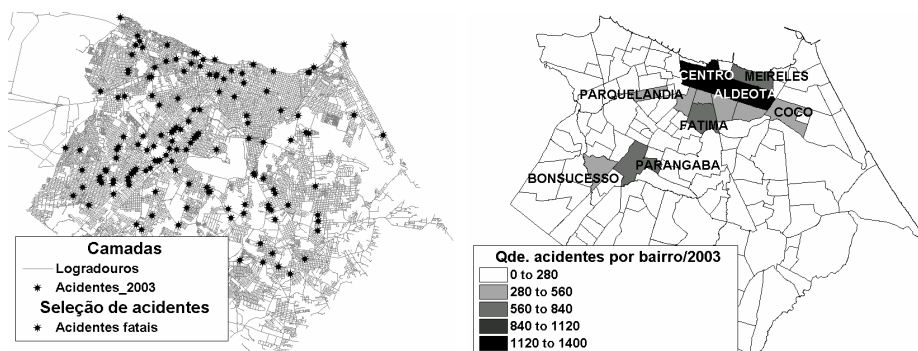 Camadas
Logradouros
Acidentes_2003
Seleção de acidentes
Acidentes fatais
CENTRO
MEIRELES
PARQUELANDIA
ALDEOTA
COCO
FATIMA
PARANGABA
BONSUCESSO
Qde. acidentes por bairro/2003
0 to 280
280 to 560
560 to 840
840 to 1120
1120 to 1400